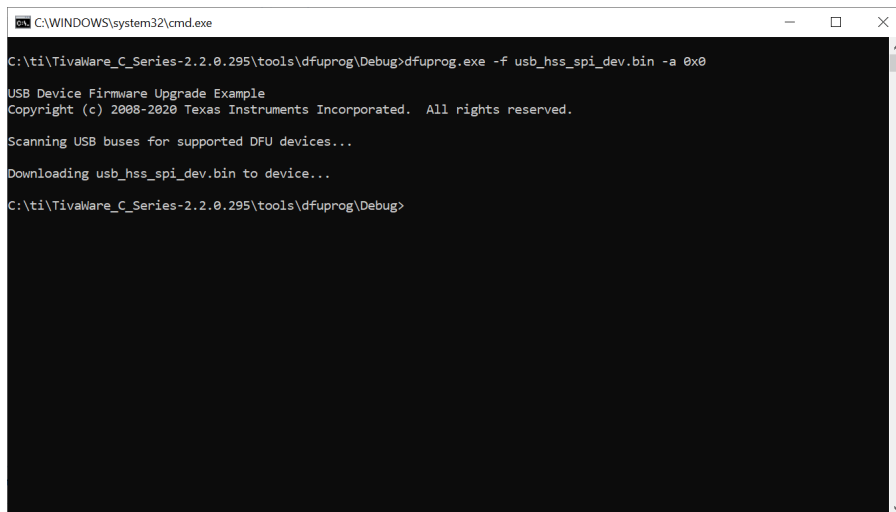 C:\WINDOWS\system32\cmd.exe
C:\ti\TivaWare_C_Series-2.2.0.295\tools\dfuprog\Debug>dfuprog.exe -f usb_hss_spi_dev.bin -a 0x0
USB Device Firmware Upgrade Example
Copyright (c) 2008-2020 Texas Instruments Incorporated.  All rights reserved.
Scanning USB buses for supported DFU devices...
Downloading usb_hss_spi_dev.bin to device...
C:\ti\TivaWare_C_Series-2.2.0.295\tools\dfuprog\Debug>